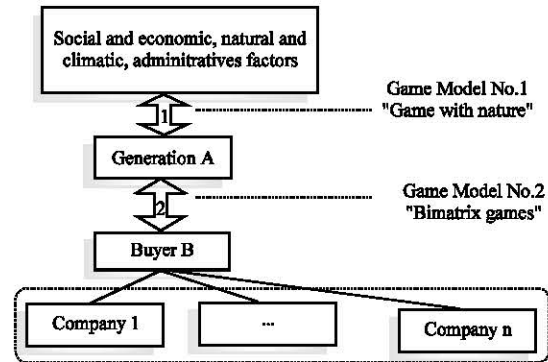 Social and economic, natural and
climatic, adminitratives factors
Game Model No.1
"Game with nature"
1
Generation A
Game Model No.2
"Bimatrix games"
2
Buyer B
Company 1
...
Company n